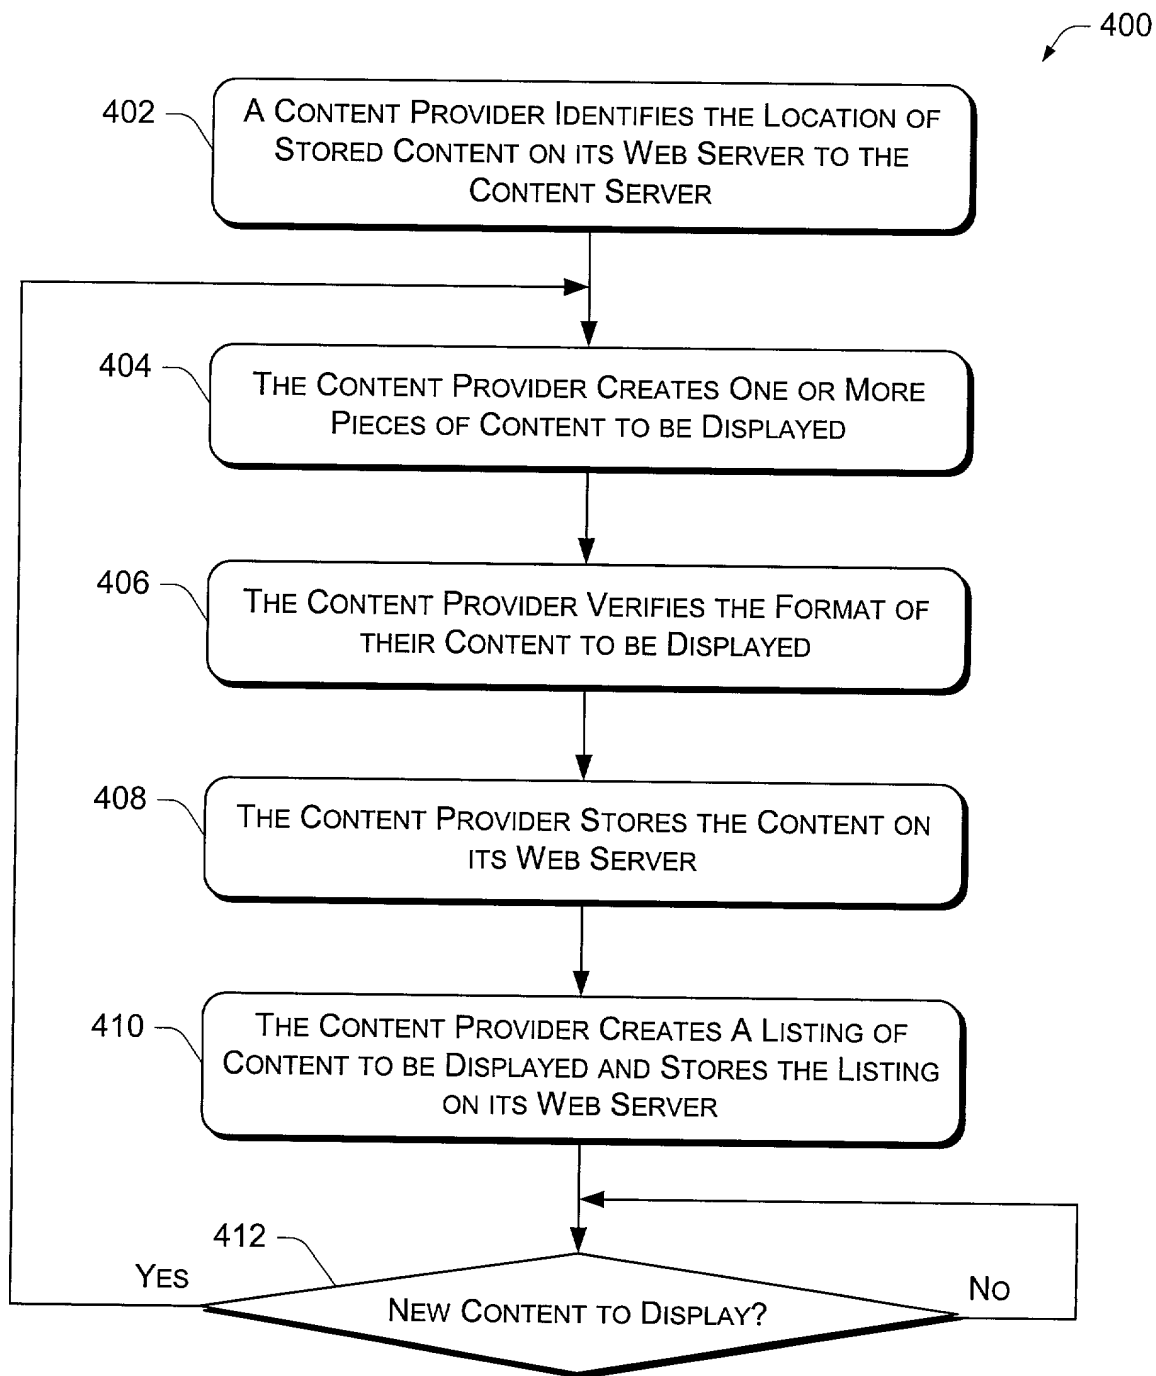 400
402
A CONTENT PROVIDER IDENTIFIES THE LOCATION OF
STORED CONTENT ON ITS WEB SERVER TO THE
CONTENT SERVER
404
THE CONTENT PROVIDER CREATES ONE OR MORE
PIECES OF CONTENT TO BE DISPLAYED
406
THE CONTENT PROVIDER VERIFIES THE FORMAT OF
THEIR CONTENT TO BE DISPLAYED
408
THE CONTENT PROVIDER STORES THE CONTENT ON
ITS WEB SERVER
410
THE CONTENT PROVIDER CREATES A LISTING OF
CONTENT TO BE DISPLAYED AND STORES THE LISTING
ON ITS WEB SERVER
412
YES
NO
NEW CONTENT TO DISPLAY?